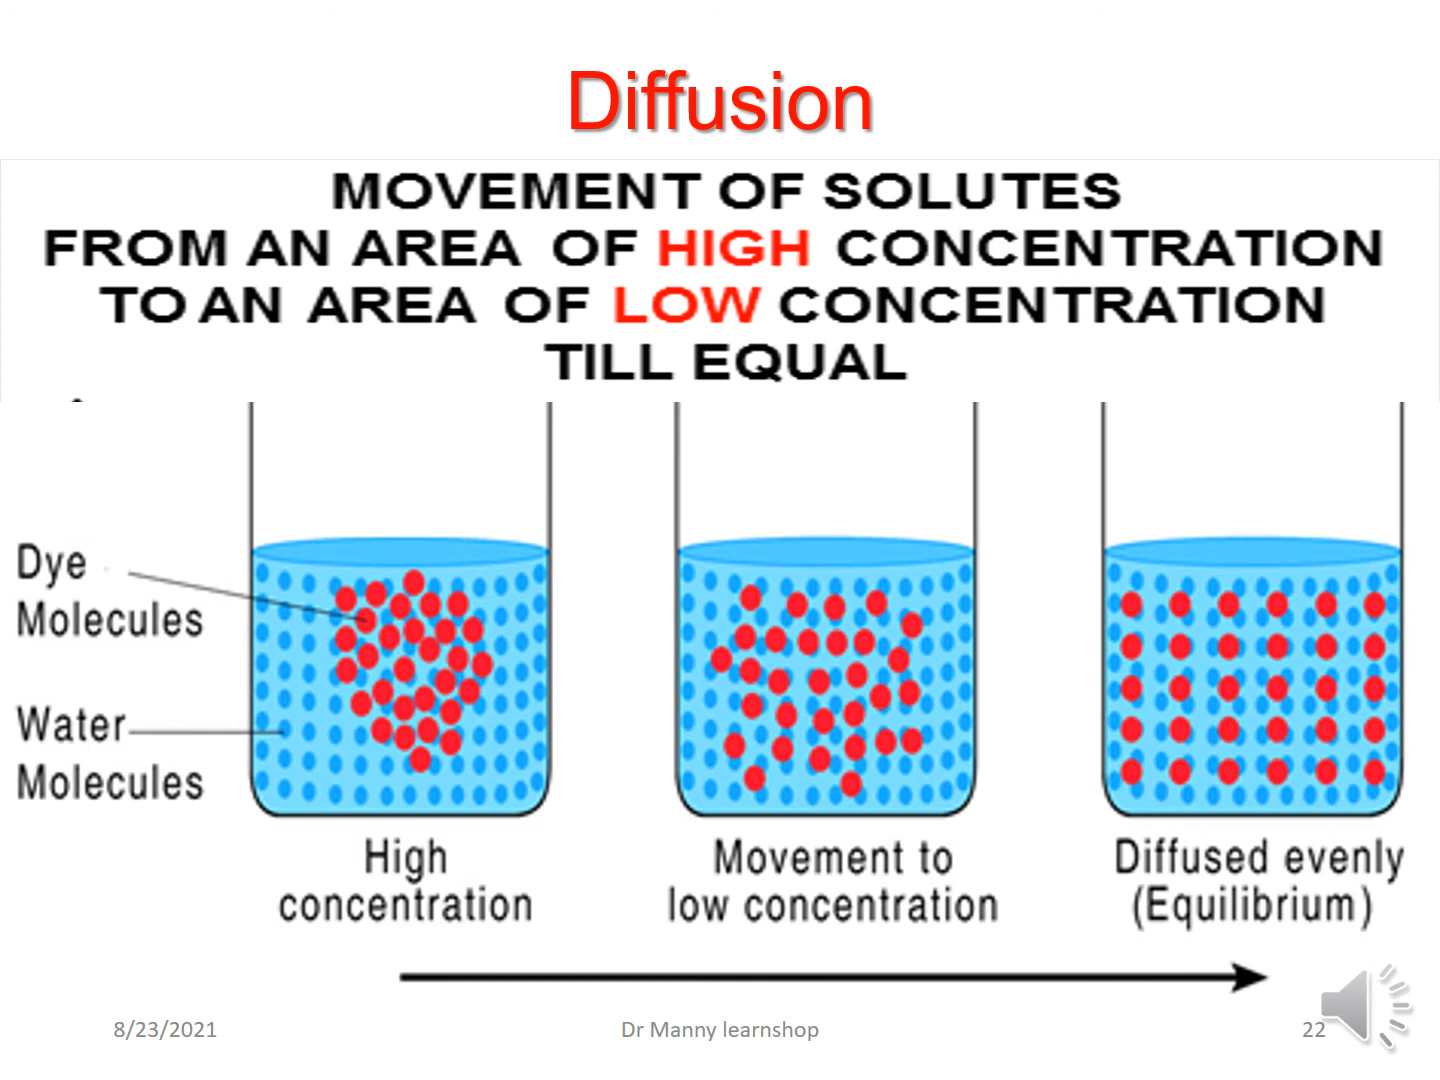 Diffusion
MOVEMENT OF SOLUTES
FROM AN AREA OF HIGH CONCENTRATION
TO AN AREA OF LOW CONCENTRATION
TILL EQUAL
Dye
Molecules
Water
Molecules
High
concentration
Movement to
low concentration
Diffused evenly
(Equilibrium)
8/23/2021
Dr Manny learnshop
22